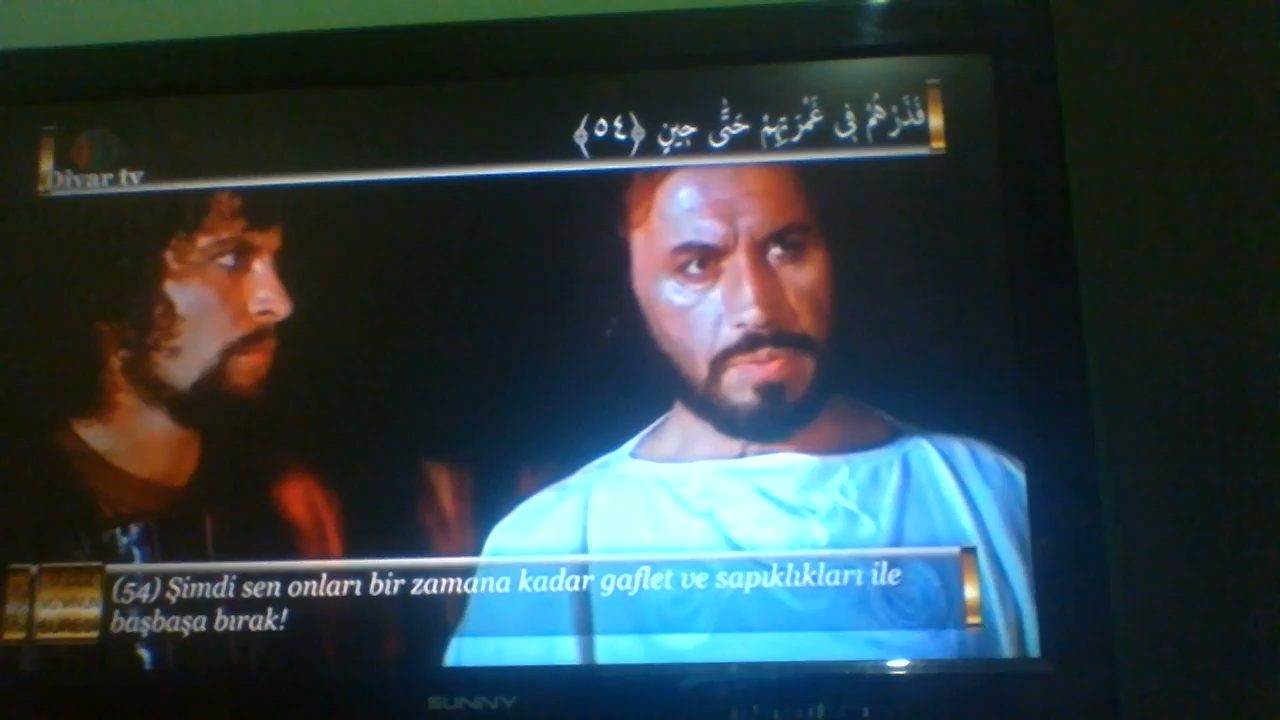 فَذَرْهُمْ فِى غَمْرَتِهِمْ حَتّٰى حِينٍ ﴿٥٤﴾
Divar tv
(54) Şimdi sen onları bir zamana kadar gaflet ve sapıklıkları ile
başbaşa bırak!
SUNNY